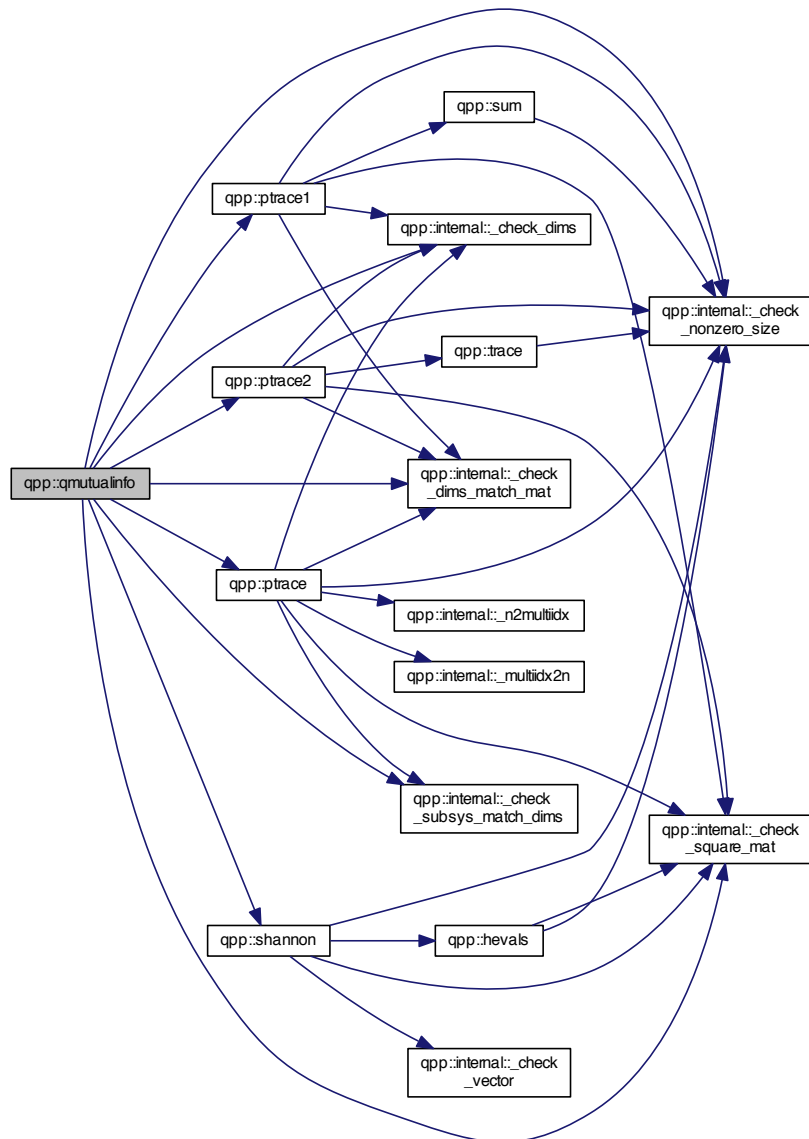 qpp::sum
qpp::ptrace1
qpp::internal::_check_dims
qpp::internal::_check
_nonzero_size
qpp::trace
qpp::ptrace2
qpp::qmutualinfo
qpp::internal::_check
_dims_match_mat
qpp::ptrace
qpp::internal::_n2multiidx
qpp::internal::_multiidx2n
qpp::internal::_check
_subsys_match_dims
qpp::internal::_check
_square_mat
qpp::shannon
qpp::hevals
qpp::internal::_check
_vector